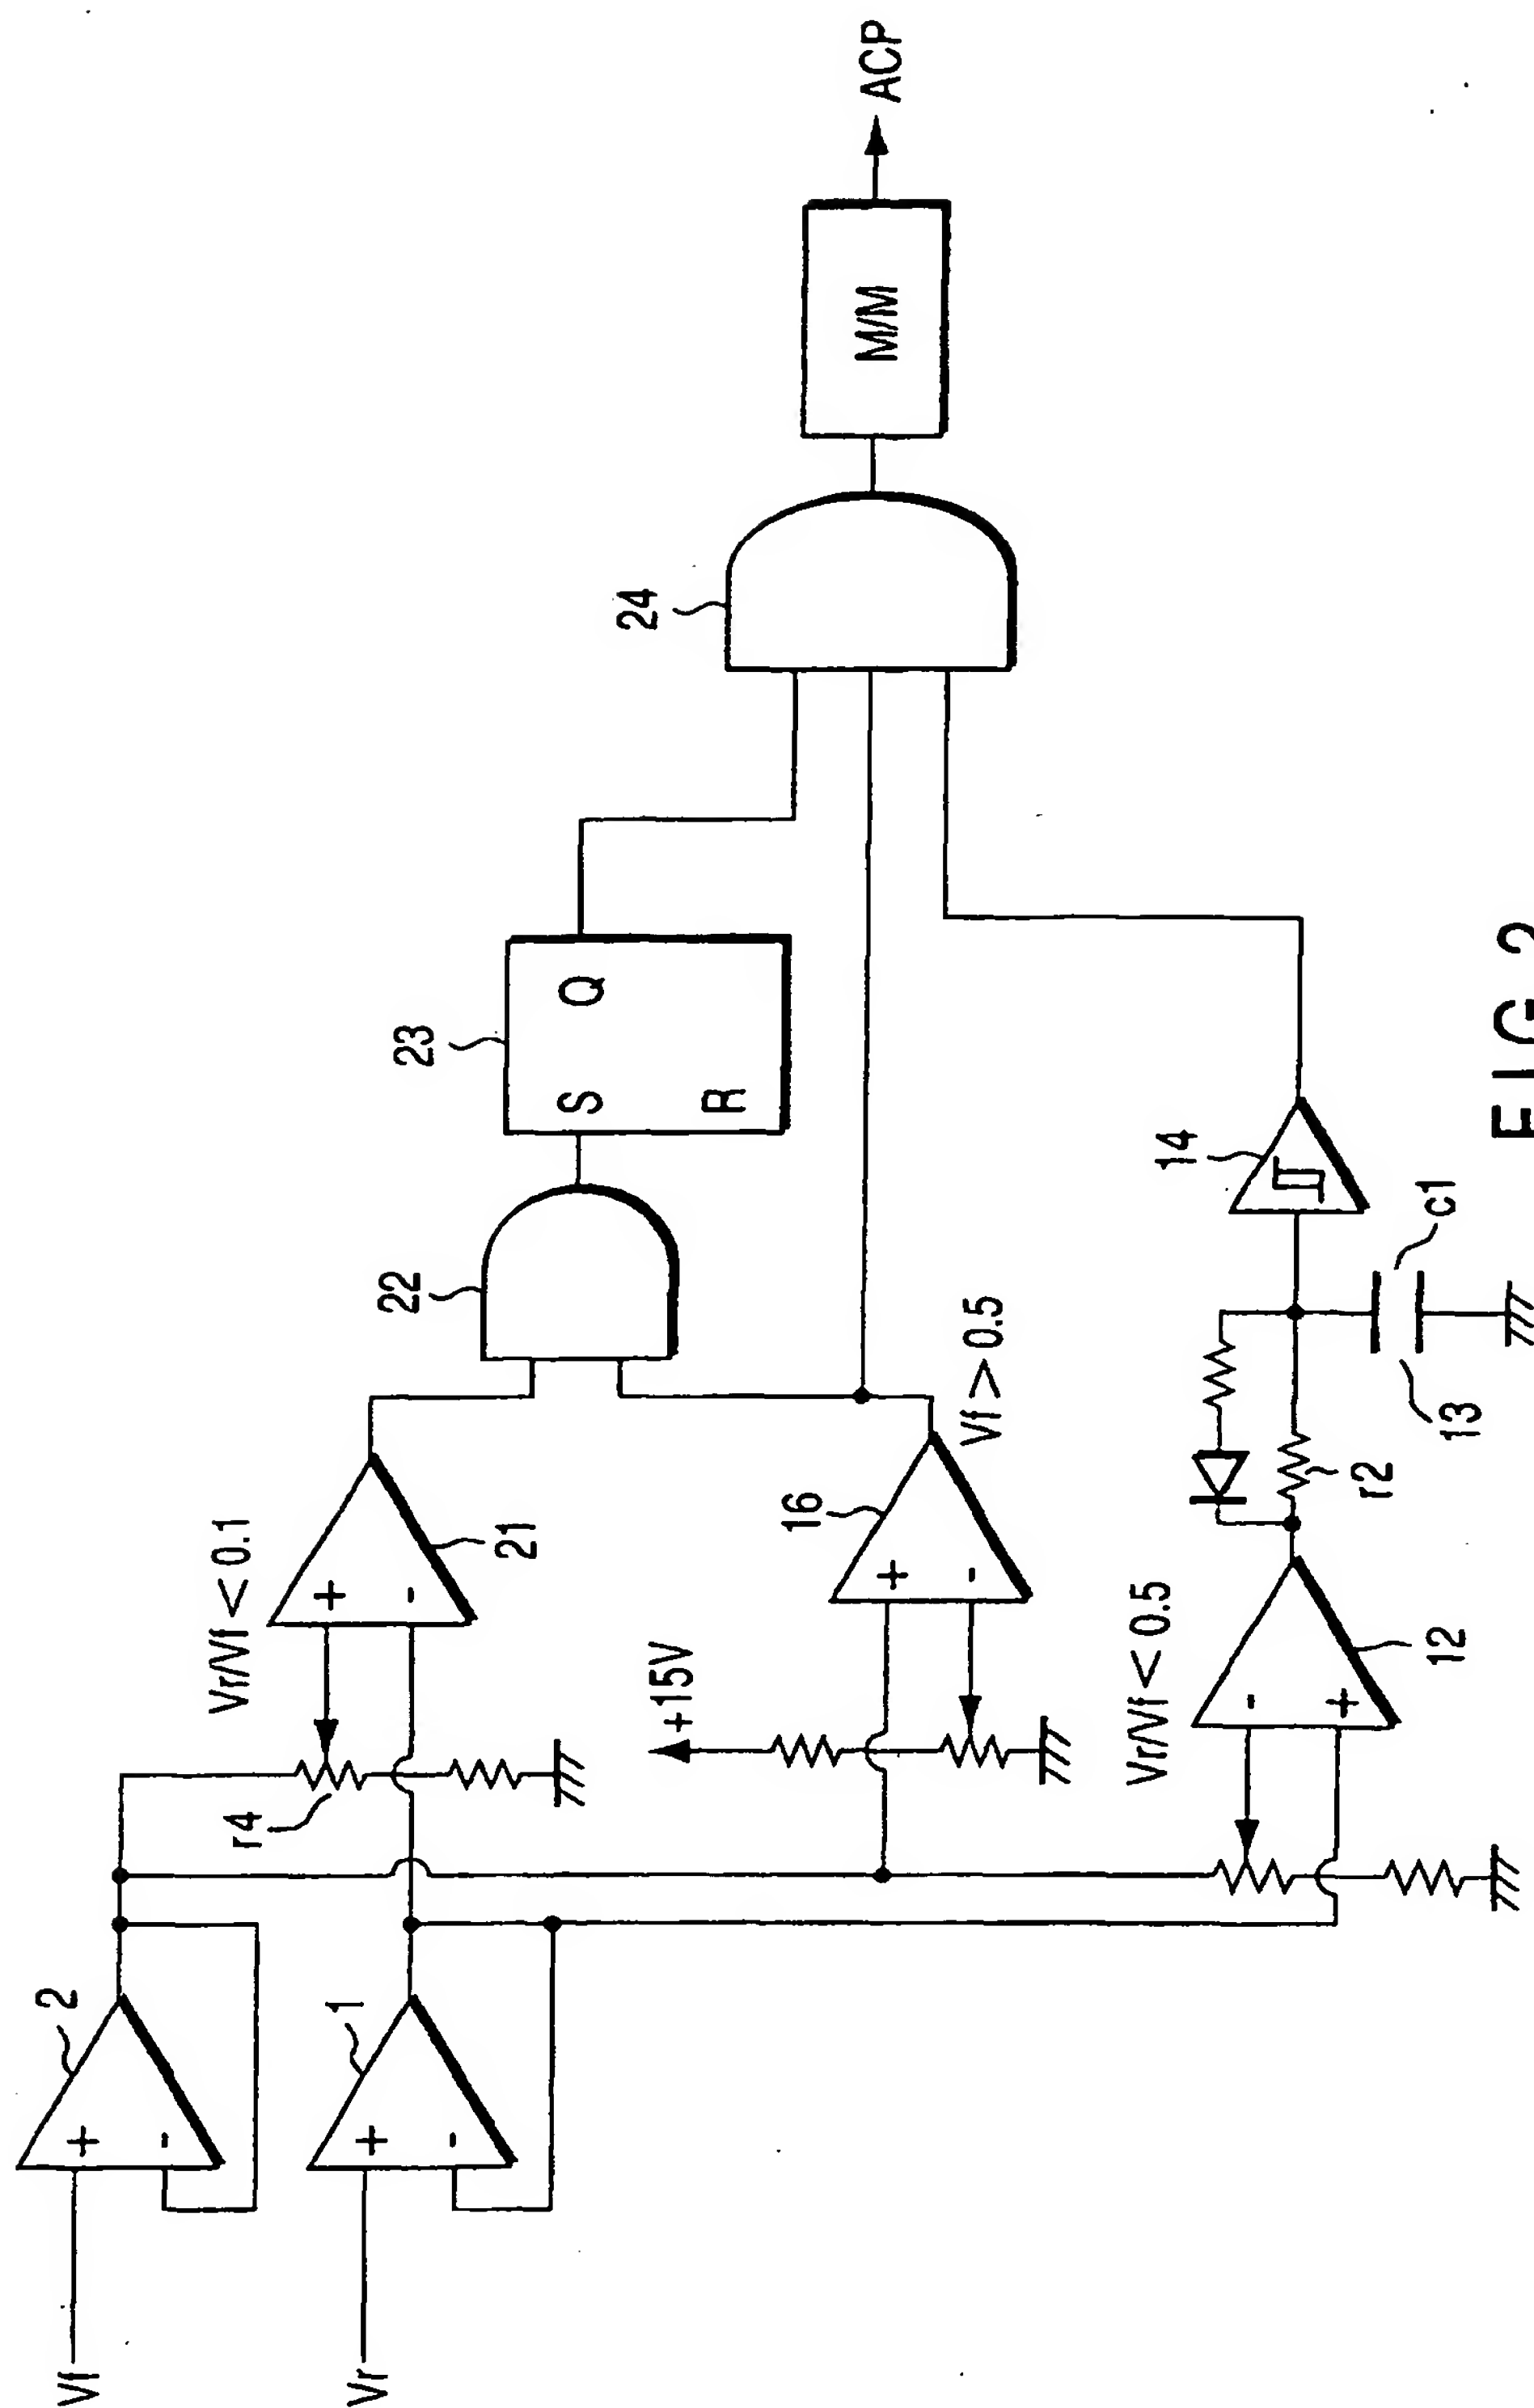 Vf
Vr
2
1
+
-
+
-
r4
Vr/Vf < 0.1
+
-
21
+15V
+
-
16
Vf > 0.5
Vr/Vf < 0.5
-
+
12
r2
13
c1
14
22
23
S
R
Q
24
M/M
ACP
FIG 2